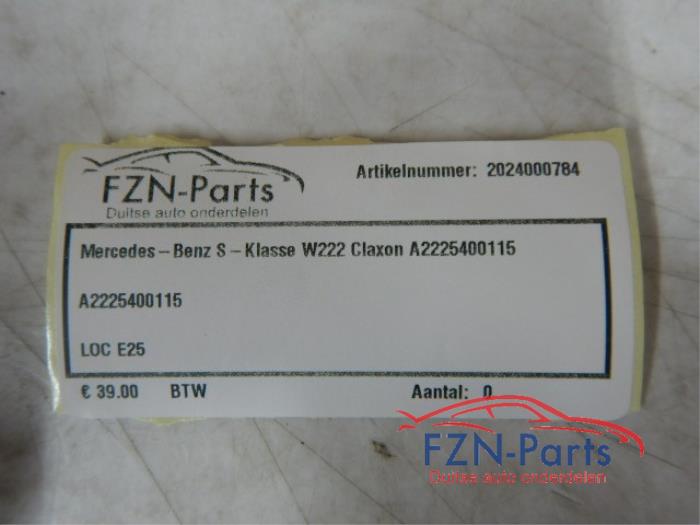 FZN-Parts
Duitse auto onderdelen
Artikelnummer: 2024000784
Mercedes-Benz S-Klasse W222 Claxon A2225400115
A2225400115
LOC E25
€ 39.00 BTW Aantal: 0
FZN-Parts
Duitse auto onderdelen